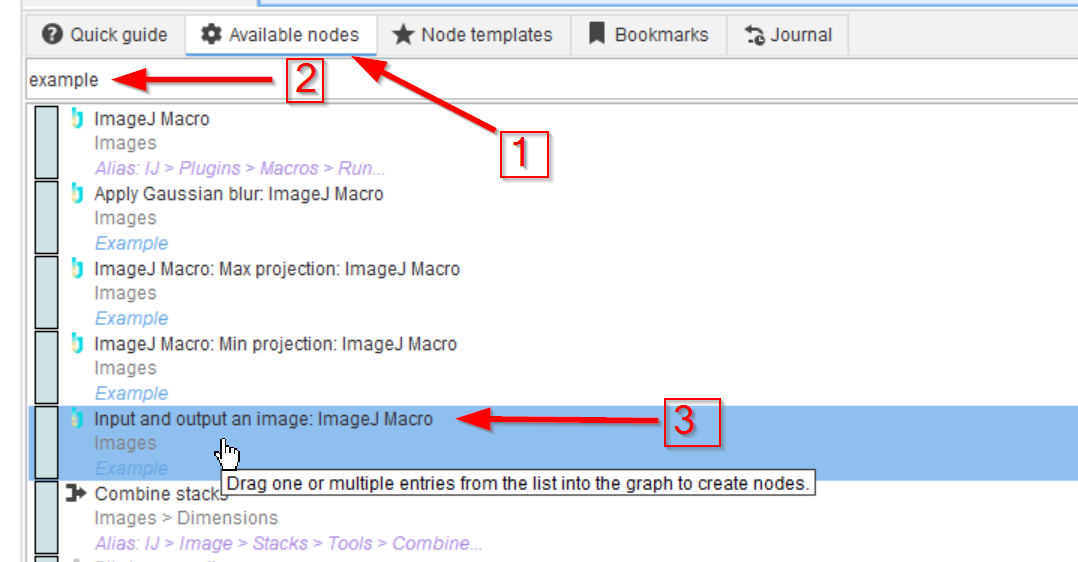 Quick guide
Available nodes
Node templates
Bookmarks
Journal
example
2
1
ImageJ Macro
Images
Alias: IJ > Plugins > Macros > Run...
Apply Gaussian blur: ImageJ Macro
Images
Example
ImageJ Macro: Max projection: ImageJ Macro
Images
Example
ImageJ Macro: Min projection: ImageJ Macro
Images
Example
Input and output an image: ImageJ Macro
3
Images
Example
Drag one or multiple entries from the list into the graph to create nodes.
Combine stacks
Images > Dimensions
Alias: IJ > Image > Stacks > Tools > Combine...